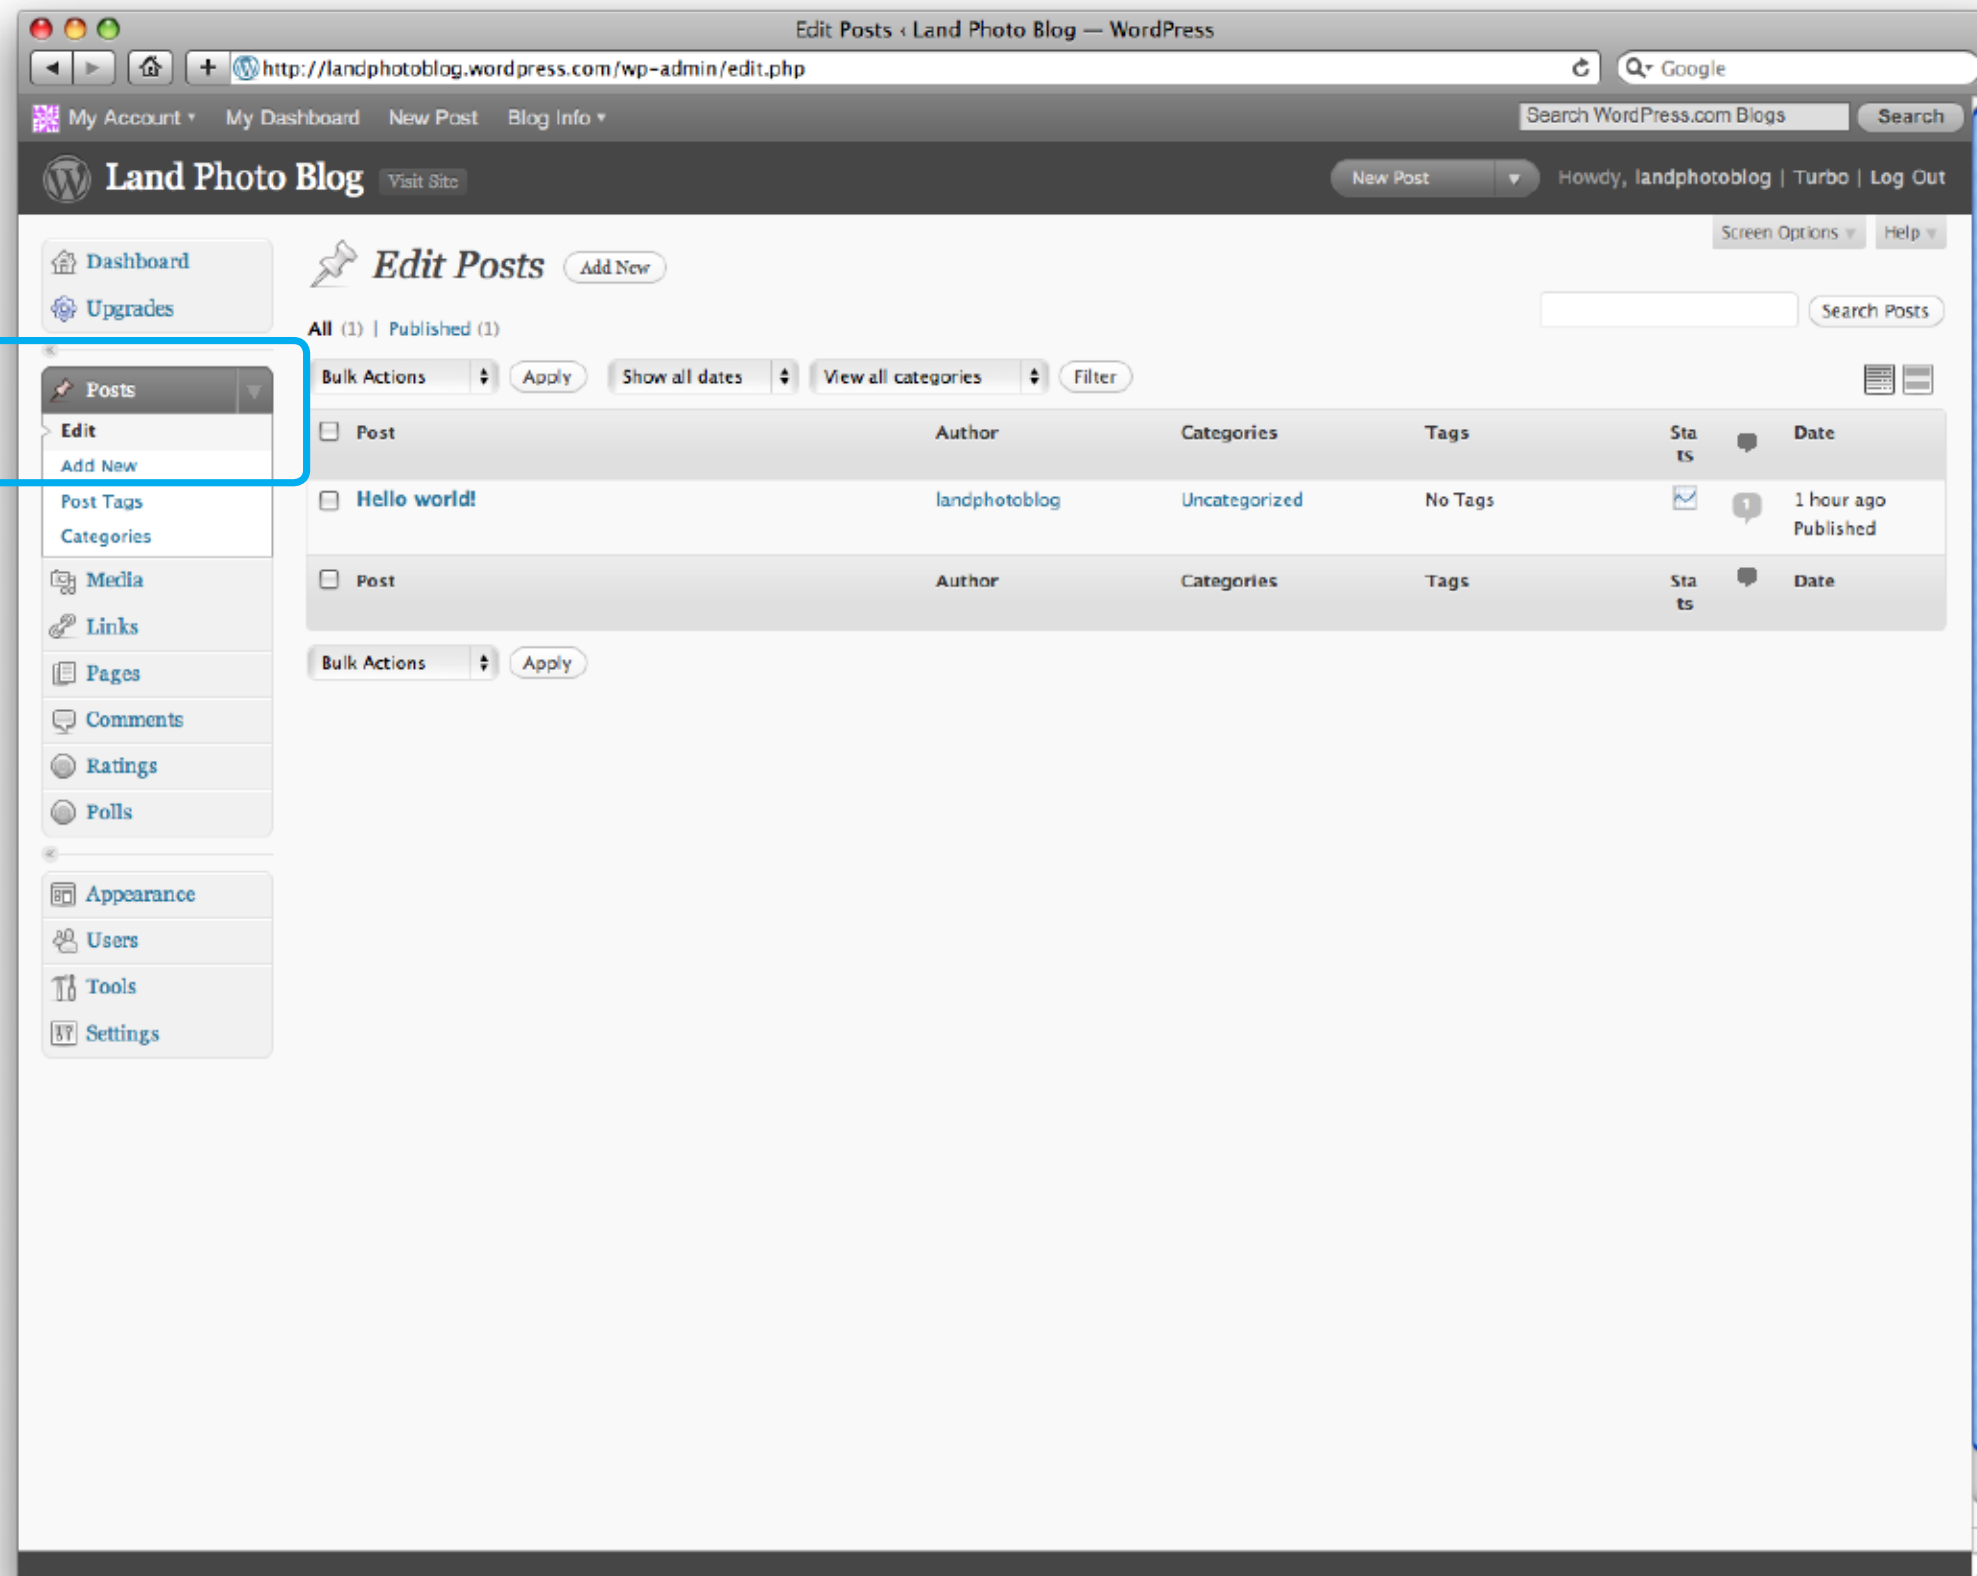 Edit Posts ‹ Land Photo Blog — WordPress
http://landphotoblog.wordpress.com/wp-admin/edit.php
Google
My Account My Dashboard New Post Blog Info
Search WordPress.com Blogs Search
Land Photo Blog Visit Site
New Post Howdy, landphotoblog | Turbo | Log Out
Screen Options Help
Dashboard
Upgrades
Posts
Edit
Add New
Post Tags
Categories
Media
Links
Pages
Comments
Ratings
Polls
Appearance
Users
Tools
Settings
Edit Posts Add New
Search Posts
All (1) | Published (1)
Bulk Actions Apply Show all dates View all categories Filter
Post Author Categories Tags Sta Date
ts
Hello world! landphotoblog Uncategorized No Tags 1 1 hour ago
Published
Post Author Categories Tags Sta Date
ts
Bulk Actions Apply